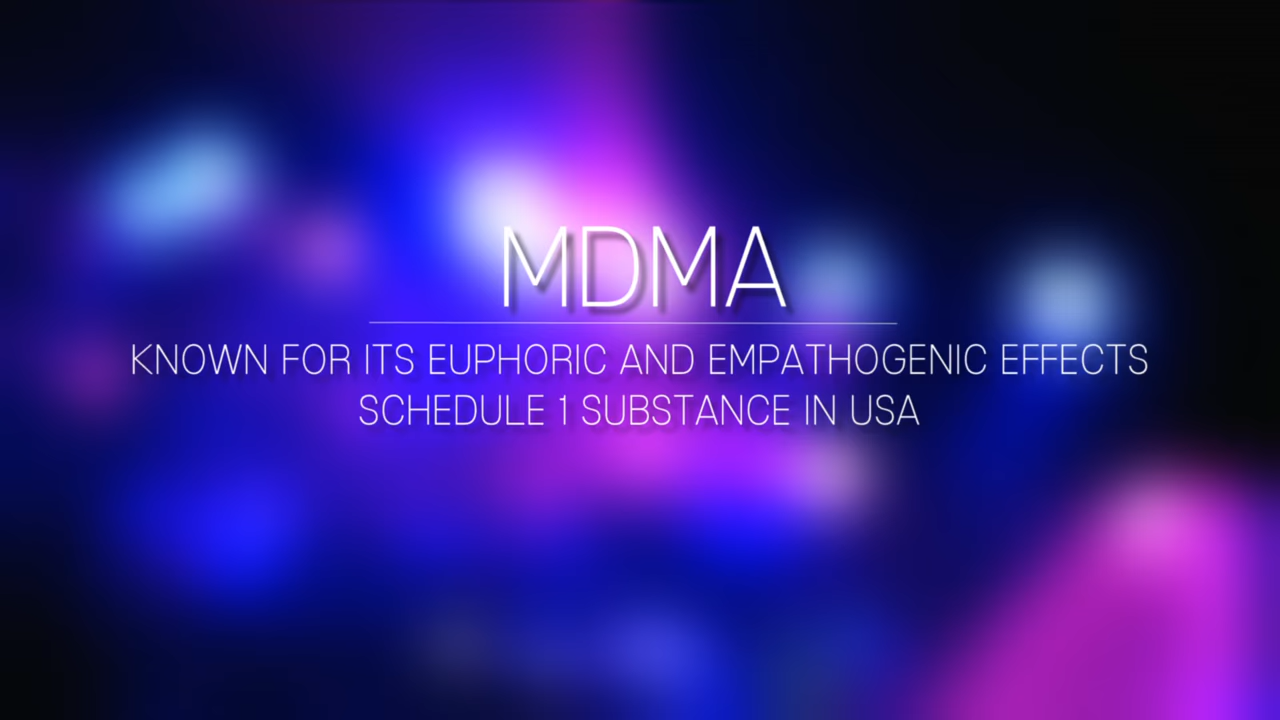 MDMA
KNOWN FOR ITS EUPHORIC AND EMPATHOGENIC EFFECTS
SCHEDULE 1 SUBSTANCE IN USA